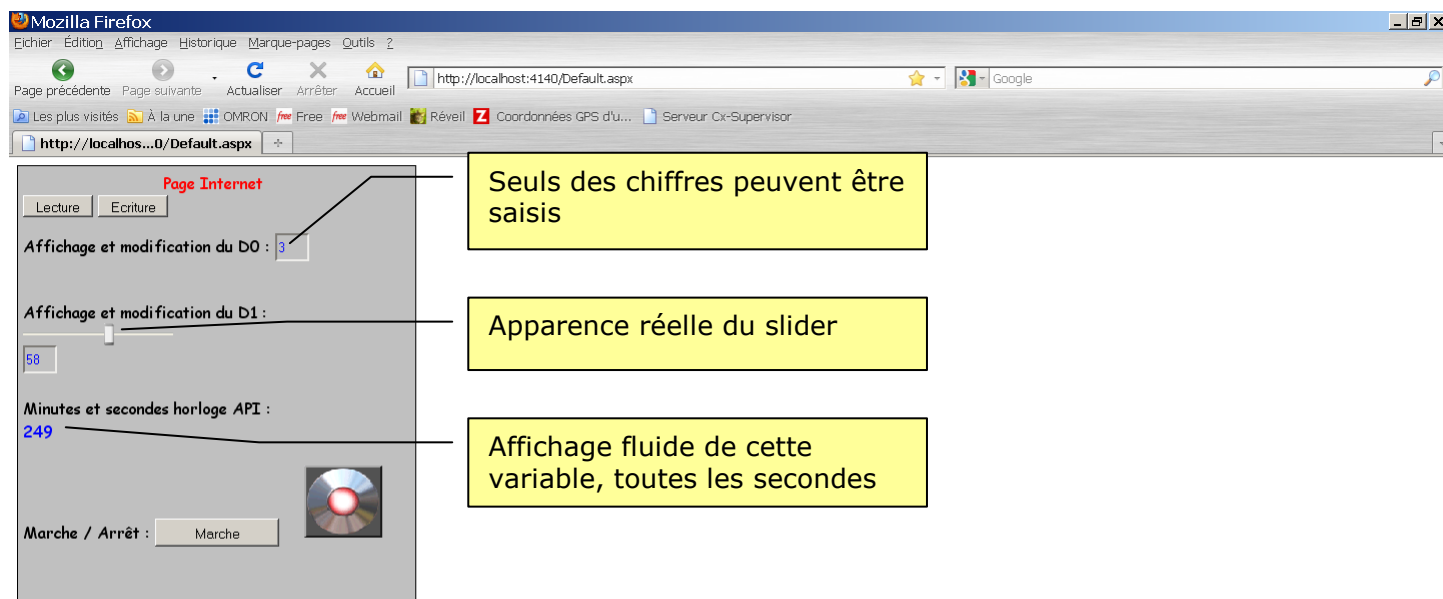 Mozilla Firefox
Eichier Édition Affichage Historique Marque-pages Outils ?
Page précédente Page suivante Actualiser Arrêter Accueil http://localhost:4140/Default.aspx Google
Les plus visités À la une OMRON free Free free Webmail Réveil Z Coordonnées GPS d'u... Serveur Cx-Supervisor
http://localhos...0/Default.aspx
Page Internet
Lecture Ecriture
Affichage et modification du D0 : 3
Seuls des chiffres peuvent être
saisis
Affichage et modification du D1 :
58
Apparence réelle du slider
Minutes et secondes horloge API :
249
Affichage fluide de cette
variable, toutes les secondes
Marche / Arrêt : Marche